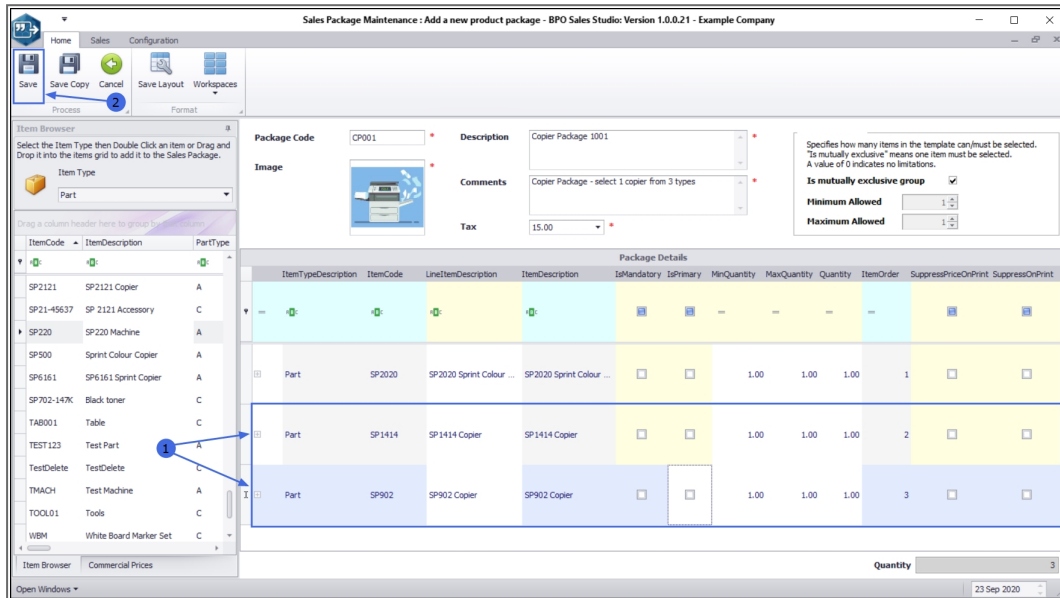 Sales Package Maintenance : Add a new product package - BPO Sales Studio: Version 1.0.0.21 - Example Company
Home Sales Configuration
Save Save Copy Cancel Save Layout Workspaces
2
Process Format
Item Browser
Select the Item Type then Double Click an item or Drag and
Drop it into the items grid to add it to the Sales Package.
Item Type
Part
Drag a column header here to group by that column
ItemCode ItemDescription PartType
SP2121 SP2121 Copier A
SP21-45637 SP 2121 Accessory C
SP220 SP220 Machine A
SP500 Sprint Colour Copier A
SP6161 SP6161 Sprint Copier A
SP702-147K Black toner C
TAB001 Table C
TEST123 Test Part A
TestDelete TestDelete C
TMACH Test Machine A
TOOL01 Tools C
WBM White Board Marker Set C
Item Browser Commercial Prices
Package Code CP001 * Description Copier Package 1001 *
Image *
Comments Copier Package - select 1 copier from 3 types *
Tax 15.00 *
Specifies how many items in the template can/must be selected.
"Is mutually exclusive" means one item must be selected.
A value of 0 indicates no limitations.
Is mutually exclusive group
Minimum Allowed 1
Maximum Allowed 1
Package Details
ItemTypeDescription ItemCode LineItemDescription ItemDescription IsMandatory IsPrimary MinQuantity MaxQuantity Quantity ItemOrder SuppressPriceOnPrint SuppressOnPrint
= = = = =
Part SP2020 SP2020 Sprint Colour ... SP2020 Sprint Colour ... 1.00 1.00 1.00 1
Part SP1414 SP1414 Copier SP1414 Copier 1.00 1.00 1.00 2
1
Part SP902 SP902 Copier SP902 Copier 1.00 1.00 1.00 3
Quantity 3
Open Windows 23 Sep 2020